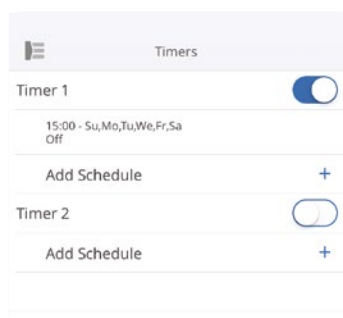 Timers
Timer 1
15:00 - Su,Mo,Tu,We,Fr,Sa
Off
Add Schedule +
Timer 2
Add Schedule +